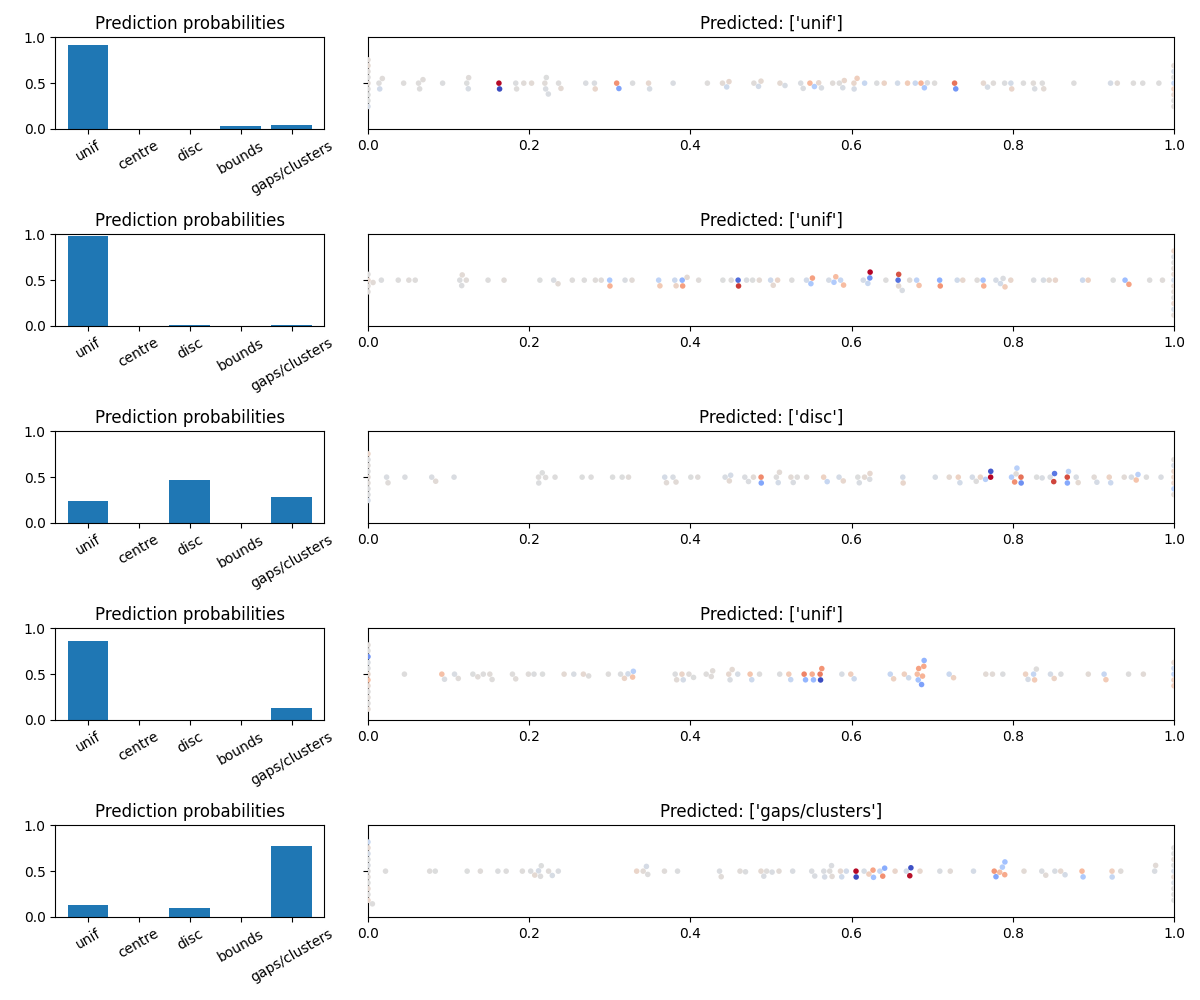 Prediction probabilities
Predicted: ['unif']
1.0
0.5
0.0
unif
centre
disc
bounds
gaps/clusters
0.0 0.2 0.4 0.6 0.8 1.0
Prediction probabilities
Predicted: ['unif']
1.0
0.5
0.0
unif
centre
disc
bounds
gaps/clusters
0.0 0.2 0.4 0.6 0.8 1.0
Prediction probabilities
Predicted: ['disc']
1.0
0.5
0.0
unif
centre
disc
bounds
gaps/clusters
0.0 0.2 0.4 0.6 0.8 1.0
Prediction probabilities
Predicted: ['unif']
1.0
0.5
0.0
unif
centre
disc
bounds
gaps/clusters
0.0 0.2 0.4 0.6 0.8 1.0
Prediction probabilities
Predicted: ['gaps/clusters']
1.0
0.5
0.0
unif
centre
disc
bounds
gaps/clusters
0.0 0.2 0.4 0.6 0.8 1.0